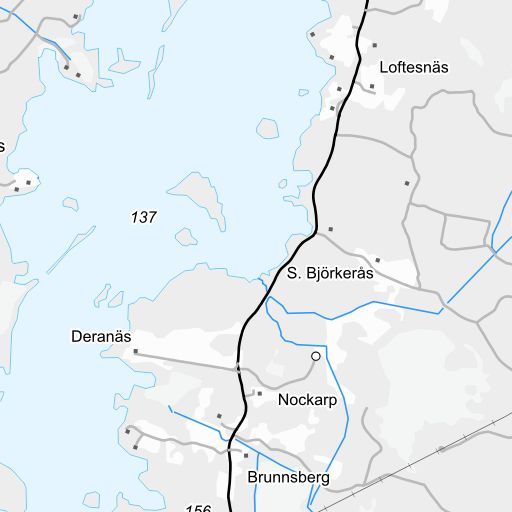 Loftesnäs
s
137
S. Björkerås
Deranäs
Nockarp
Brunnsberg
156